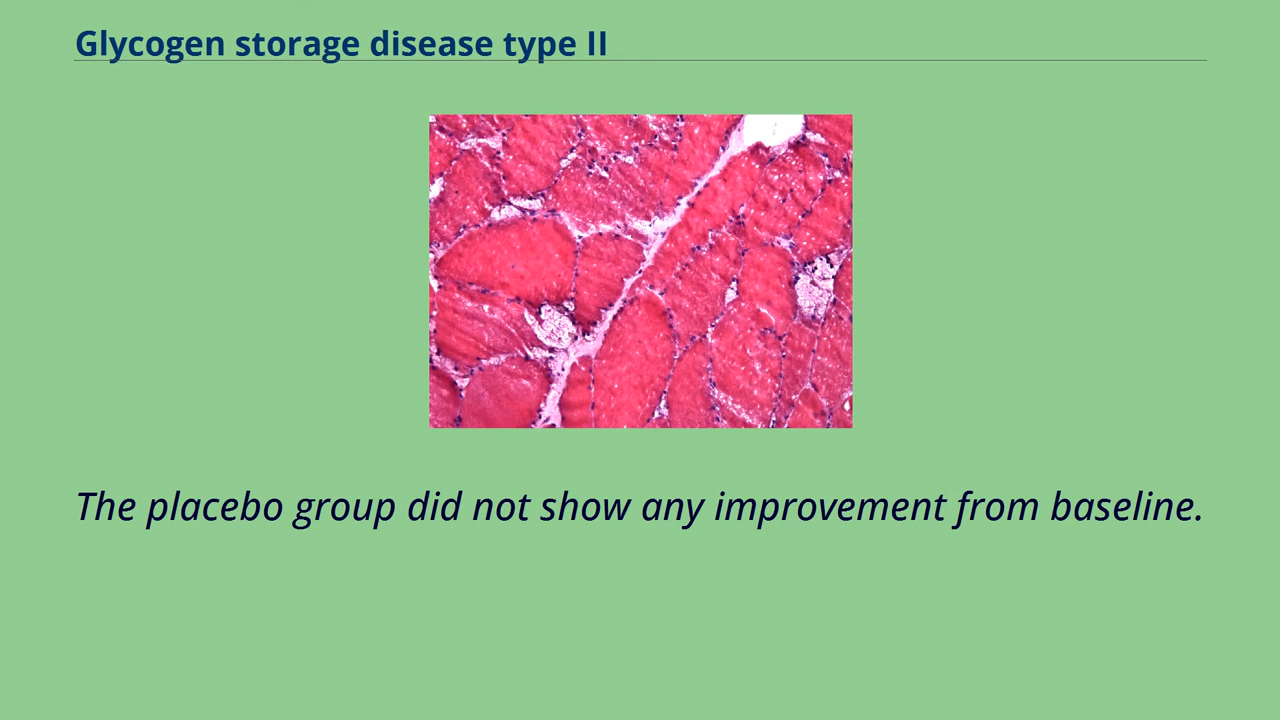 Glycogen storage disease type II
The placebo group did not show any improvement from baseline.